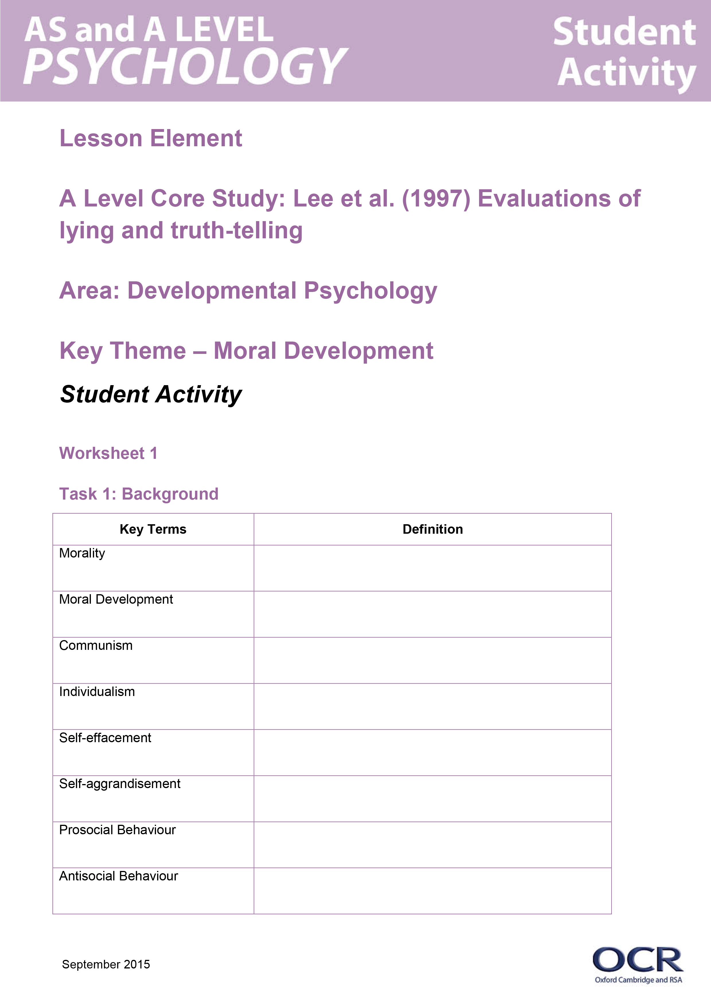 AS and A LEVEL
PSYCHOLOGY
Student
Activity
Lesson Element
A Level Core Study: Lee et al. (1997) Evaluations of
lying and truth-telling
Area: Developmental Psychology
Key Theme – Moral Development
Student Activity
Worksheet 1
Task 1: Background
Key Terms Definition
Morality
Moral Development
Communism
Individualism
Self-effacement
Self-aggrandisement
Prosocial Behaviour
Antisocial Behaviour
September 2015
OCR
Oxford Cambridge and RSA